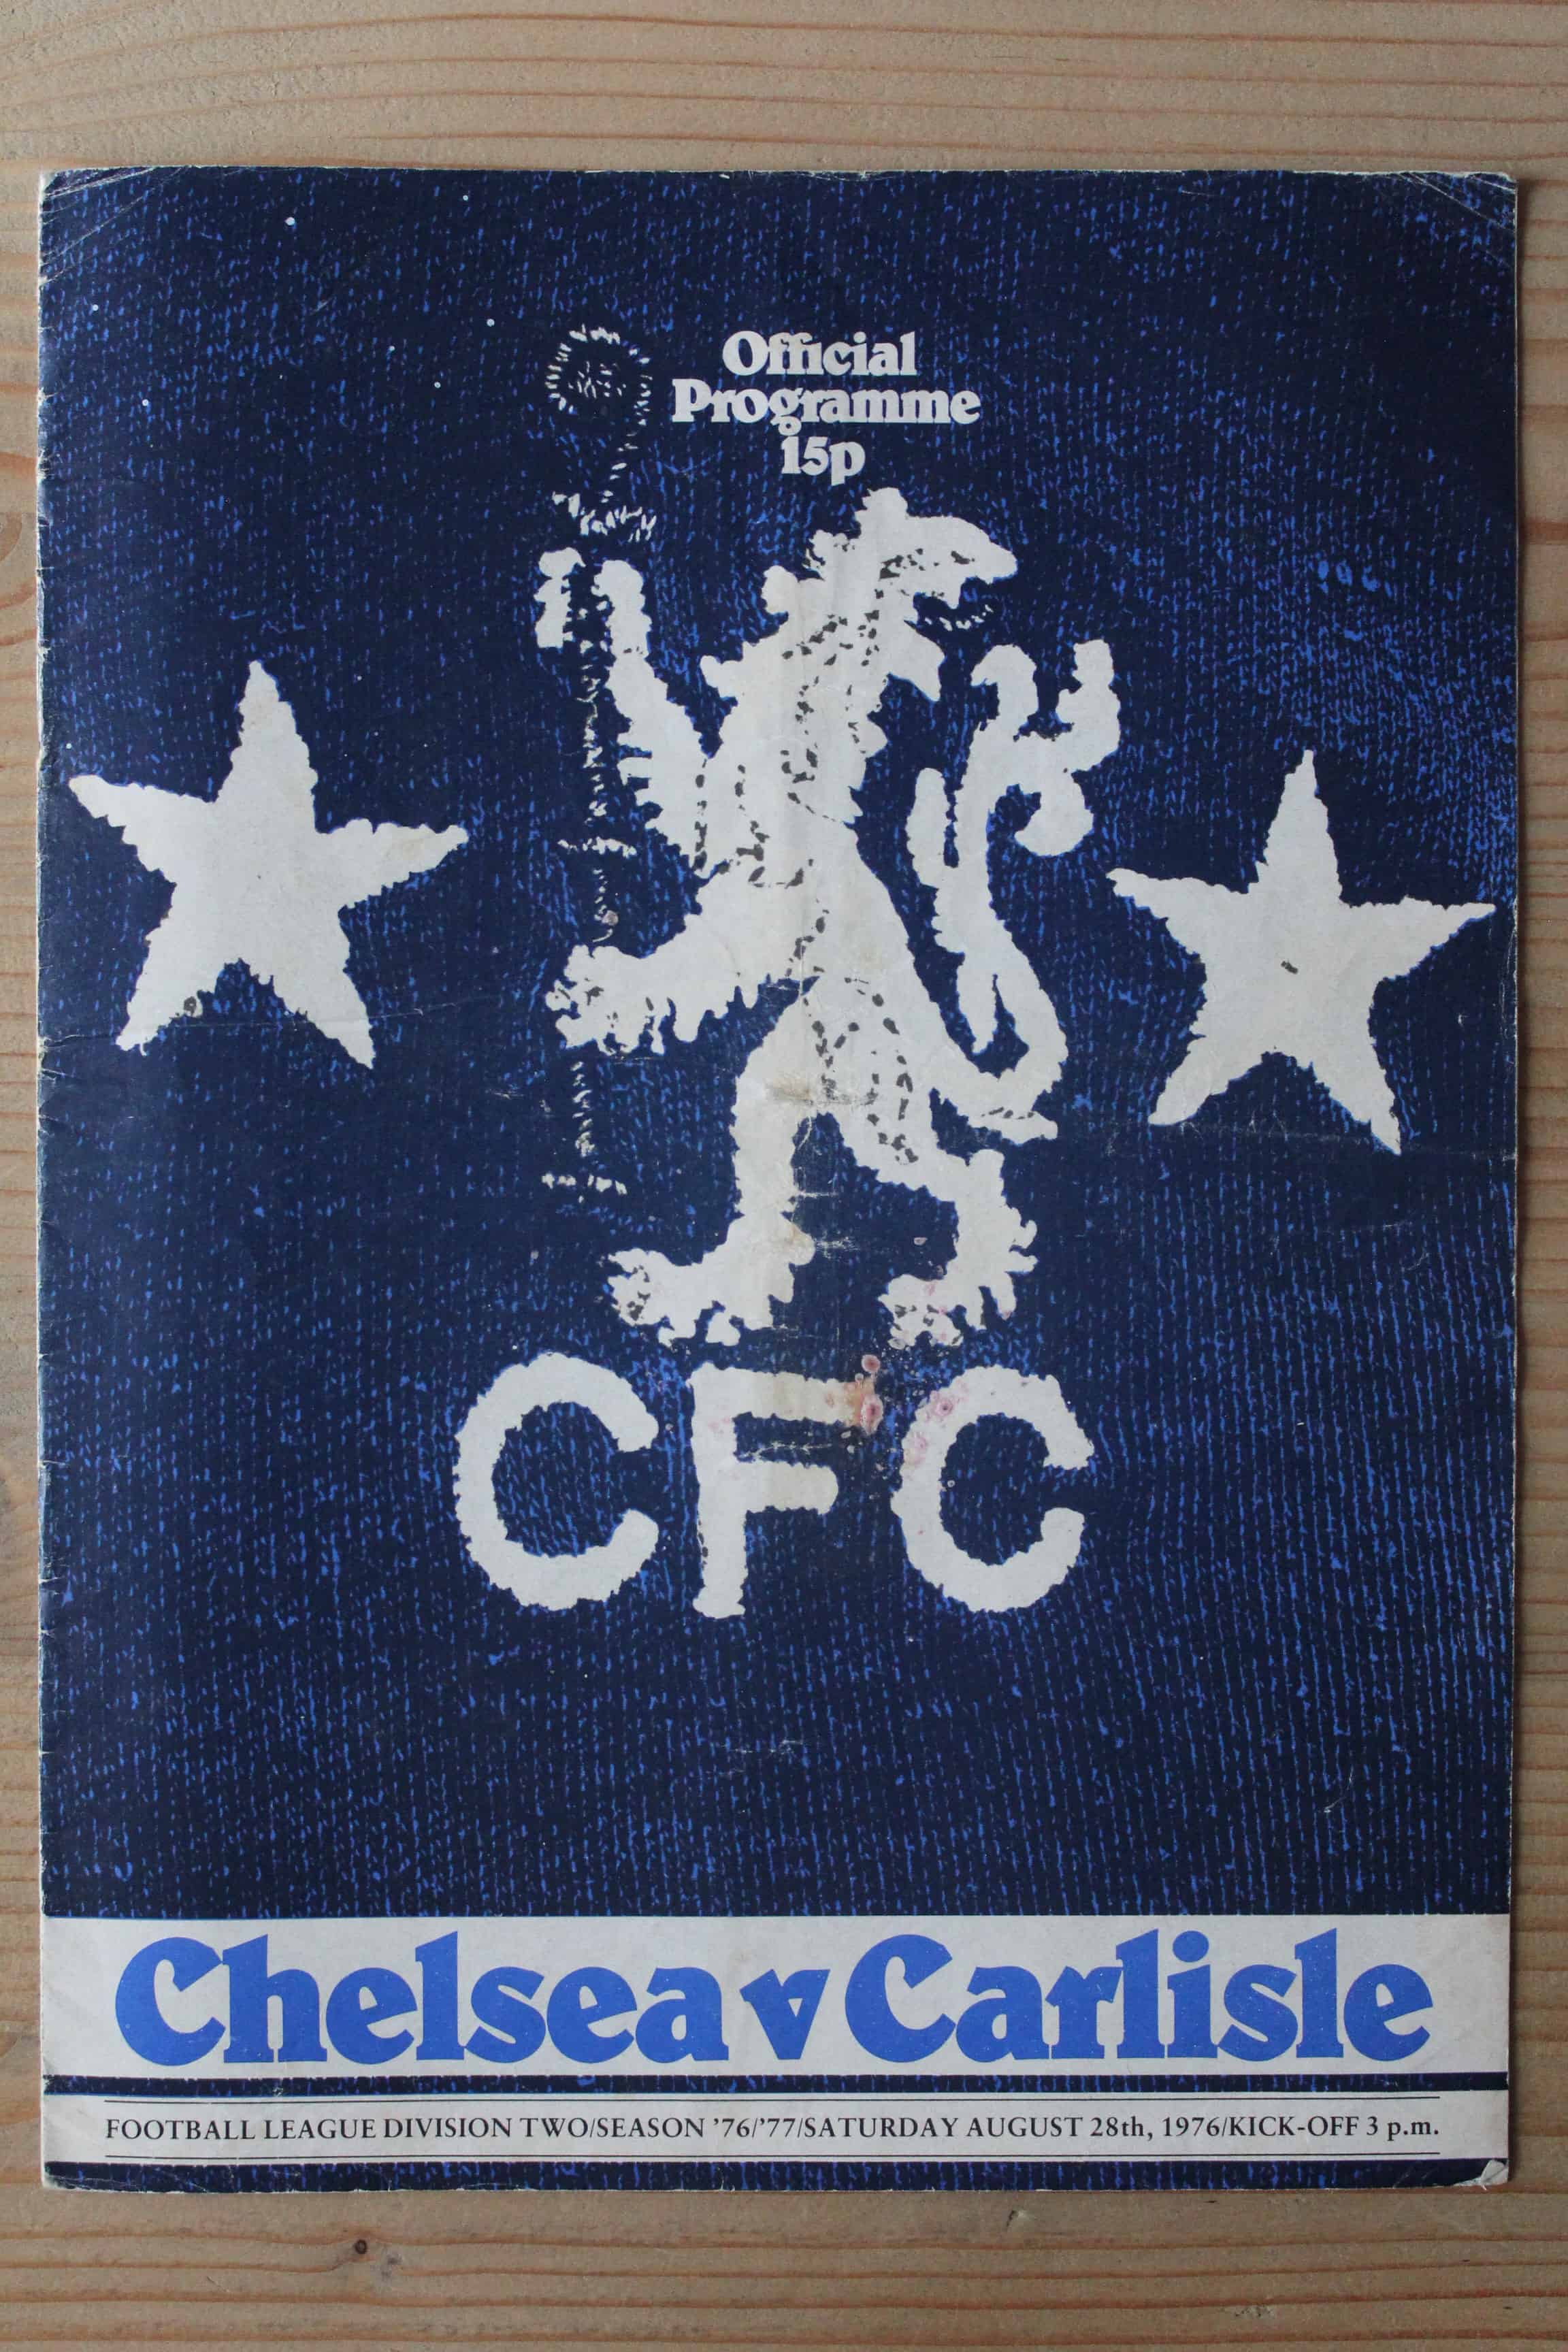 Official
Programme
15p
CFC
Chelsea v Carlisle
FOOTBALL LEAGUE DIVISION TWO/SEASON '76/'77/SATURDAY AUGUST 28th, 1976/KICK-OFF 3 p.m.